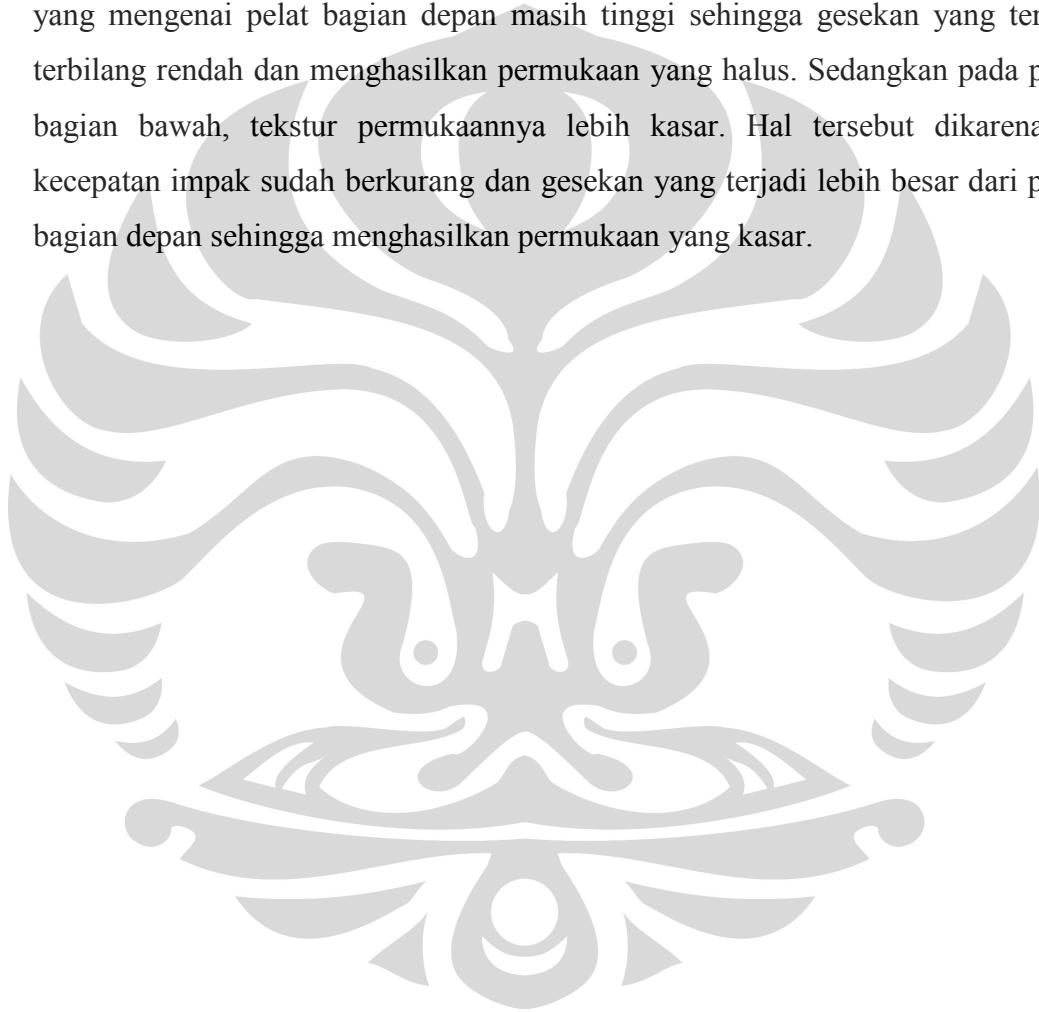 yang mengenai pelat bagian depan masih tinggi sehingga gesekan yang
terbilang rendah dan menghasilkan permukaan yang halus. Sedangkan pada
bagian bawah, tekstur permukaannya lebih kasar. Hal tersebut
kecepatan impak sudah berkurang dan gesekan yang terjadi lebih besar dari
bagian depan sehingga menghasilkan permukaan yang kasar.